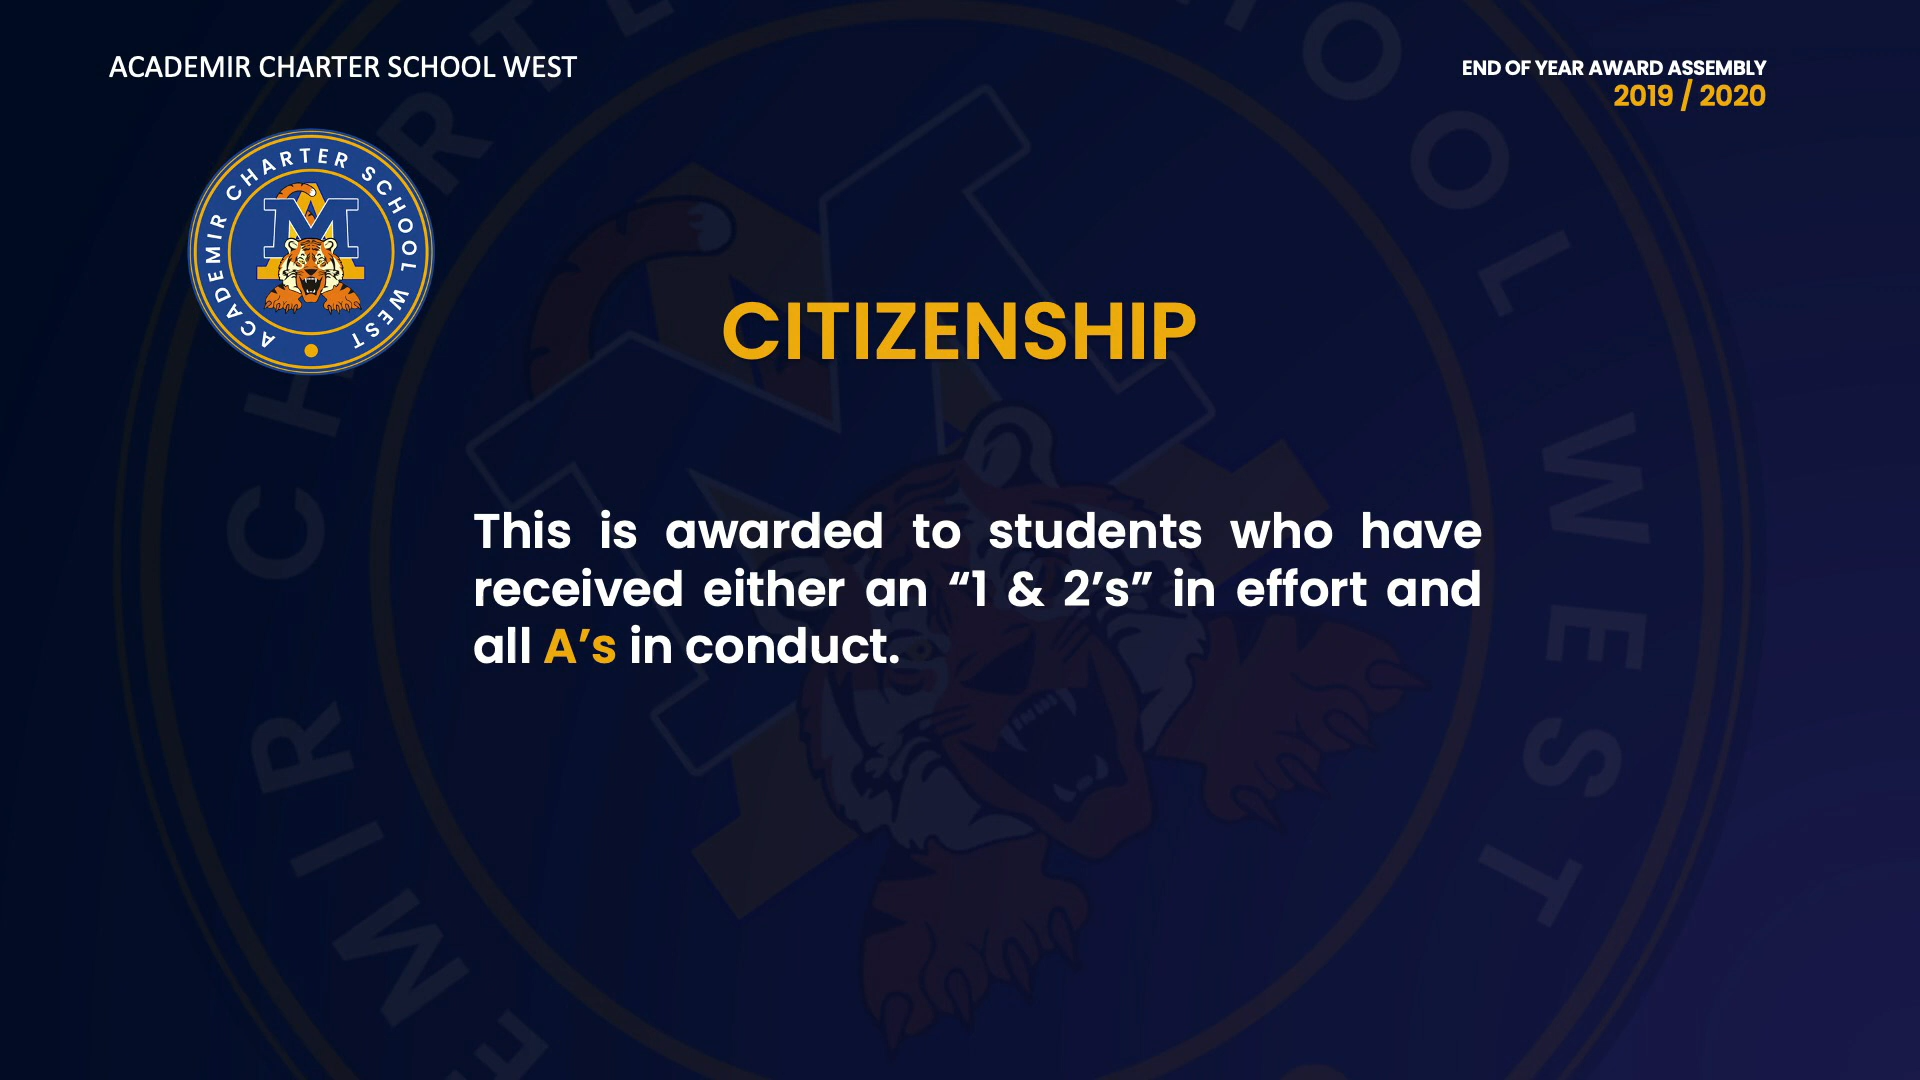 ACADEMIR CHARTER SCHOOL WEST
END OF YEAR AWARD ASSEMBLY
2019 / 2020
ACADEMIR CHARTER SCHOOL WEST
CITIZENSHIP
This is awarded to students who have
received either an “1 & 2’s” in effort and
all A’s in conduct.